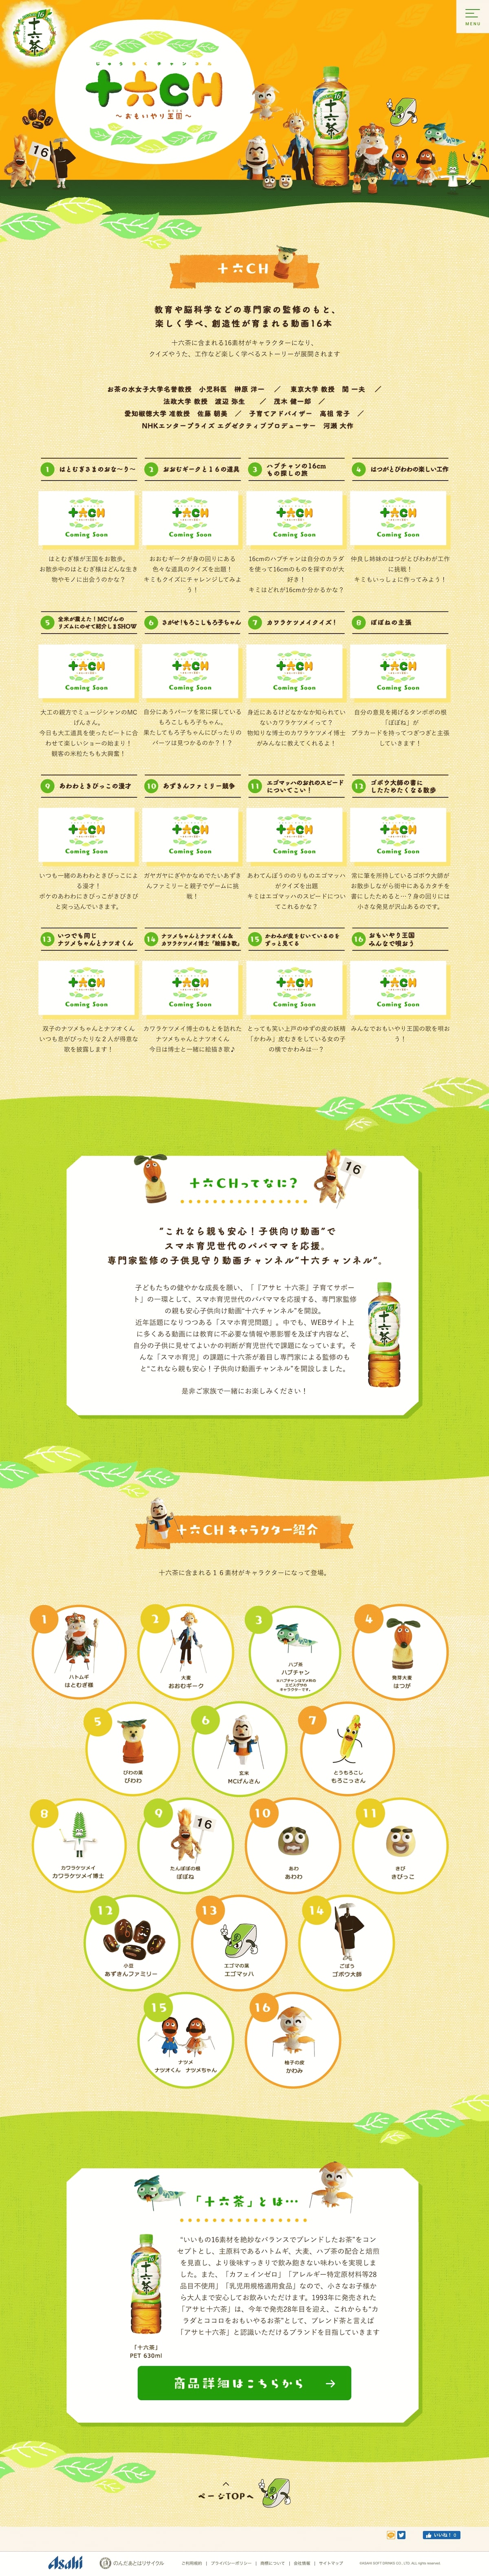 十六茶
MENU
じゅうろくチャンねる
十六CH
～おもいやり王国～
16
十六茶
十六CH
教育や脳科学などの専門家の監修のもと、
楽しく学べ、創造性が育まれる動画16本
十六茶に含まれる16素材がキャラクターになり、
クイズやうた、工作など楽しく学べるストーリーが展開されます
お茶の水女子大学名誉教授　小児科医　榊原 洋一　／　東京大学 教授　開 一夫　／
法政大学 教授　渡辺 弥生　／　茂木 健一郎　／
愛知淑徳大学 准教授　佐藤 朝美　／　子育てアドバイザー　高祖 常子　／
NHKエンタープライズ エグゼクティブプロデューサー　河瀬 大作
1 はとむぎさまのおな～り～
2 おおむギークと１６の道具
3 ハブチャンの16cm
もの探しの旅
4 はつがとびわわの楽しい工作
十六CH
Coming Soon
十六CH
Coming Soon
十六CH
Coming Soon
十六CH
Coming Soon
はとむぎ様が王国をお散歩。
お散歩中のはとむぎ様はどんな生き
物やモノに出会うのかな？
おおむギークが身の回りにある
色々な道具のクイズを出題！
キミもクイズにチャレンジしてみよ
う！
16cmのハブチャンは自分のカラダ
を使って16cmのものを探すのが大
好き！
キミはどれが16cmか分かるかな？
仲良し姉妹のはつがとびわわが工作
に挑戦！
キミもいっしょに作ってみよう！
5 全米が震えた！MCげんの
リズムにのせて紹介しまSHOW
6 さがせ！もろこしもろ子ちゃん
7 カワラケツメイクイズ！
8 ぽぽねの主張
十六CH
Coming Soon
十六CH
Coming Soon
十六CH
Coming Soon
十六CH
Coming Soon
大工の親方でミュージシャンのMC
げんさん。
今日も大工道具を使ったビートに合
わせて楽しいショーの始まり！
観客の米粒たちも大興奮！
自分にあうパーツを常に探している
もろこしもろ子ちゃん。
果たしてもろ子ちゃんにぴったりの
パーツは見つかるのか？！？
身近にあるけどなかなか知られてい
ないカワラケツメイって？
物知りな博士のカワラケツメイ博士
がみんなに教えてくれるよ！
自分の意見を掲げるタンポポの根
「ぽぽね」が
プラカードを持ってつぎつぎと主張
していきます！
9 あわわときびっこの漫才
10 あずきんファミリー競争
11 エゴマッハのおれのスピード
についてこい！
12 ゴボウ大師の書に
したためたくなる散歩
十六CH
Coming Soon
十六CH
Coming Soon
十六CH
Coming Soon
十六CH
Coming Soon
いつも一緒のあわわときびっこによ
る漫才！
ボケのあわわにきびっこがきびきび
と突っ込んでいきます。
ガヤガヤにぎやかなめでたいあずき
んファミリーと親子でゲームに挑
戦！
あわてんぼうののりものエゴマッハ
がクイズを出題
キミはエゴマッハのスピードについ
てこれるかな？
常に筆を所持しているゴボウ大師が
お散歩しながら街中にあるカタチを
書にしたためると…？身の回りには
小さな発見が沢山あるのです。
13 いつでも同じ
ナツメちゃんとナツオくん
14 ナツメちゃんとナツオくん&
カワラケツメイ博士「絵描き歌」
15 かわみが皮をむいているのを
ずっと見てる
16 おもいやり王国
みんなで唄おう
十六CH
Coming Soon
十六CH
Coming Soon
十六CH
Coming Soon
十六CH
Coming Soon
双子のナツメちゃんとナツオくん
いつも息がぴったりな２人が得意な
歌を披露します！
カワラケツメイ博士のもとを訪れた
ナツメちゃんとナツオくん
今日は博士と一緒に絵描き歌♪
とっても笑い上戸のゆずの皮の妖精
「かわみ」皮むきをしている女の子
の横でかわみは…？
みんなでおもいやり王国の歌を唄お
う！
十六CHってなに？
16
“これなら親も安心！子供向け動画”で
スマホ育児世代のパパママを応援。
専門家監修の子供見守り動画チャンネル“十六チャンネル”。
子どもたちの健やかな成長を願い、「『アサヒ 十六茶』子育てサポー
ト」の一環として、スマホ育児世代のパパママを応援する、専門家監修
の親も安心子供向け動画“十六チャンネル”を開設。
近年話題になりつつある「スマホ育児問題」。中でも、WEBサイト上
に多くある動画には教育に不必要な情報や悪影響を及ぼす内容など、
自分の子供に見せてよいかの判断が育児世代で課題になっています。そ
んな「スマホ育児」の課題に十六茶が着目し専門家による監修のも
と“これなら親も安心！子供向け動画チャンネル”を開設しました。
是非ご家族で一緒にお楽しみください！
十六茶
十六CH キャラクター紹介
十六茶に含まれる１６素材がキャラクターになって登場。
1
ハトムギ
はとむぎ様
2
大麦
おおむギーク
3
ハブ茶
ハブチャン
4
発芽大麦
はつが
5
びわの葉
びわわ
6
玄米
MCげんさん
7
とうもろこし
もろこっさん
8
カワラケツメイ
カワラケツメイ博士
9
16
たんぽぽの根
ぽぽね
10
あわ
あわわ
11
きび
きびっこ
12
小豆
あずきんファミリー
13
エゴマの葉
エゴマッハ
14
ごぼう
ゴボウ大師
15
ナツメ
ナツオくん　ナツメちゃん
16
柚子の皮
かわみ
「十六茶」とは…
十六茶
「十六茶」
PET 630ml
“いいもの16素材を絶妙なバランスでブレンドしたお茶”をコン
セプトとし、主原料であるハトムギ、大麦、ハブ茶の配合と焙煎
を見直し、より後味すっきりで飲み飽きない味わいを実現しま
した。また、「カフェインゼロ」「アレルギー特定原材料等28
品目不使用」「乳児用規格適用食品」なので、小さなお子様か
ら大人まで安心してお飲みいただけます。1993年に発売された
「アサヒ十六茶」は、今年で発売28年目を迎え、これからも“カ
ラダとココロをおもいやるお茶”として、ブレンド茶と言えば
「アサヒ十六茶」と認識いただけるブランドを目指していきます
商品詳細はこちらから →
ページTOPへ
いいね！ 0
Asahi
のんだあとはリサイクル
ご利用規約 | プライバシーポリシー | 商標について | 会社情報 | サイトマップ
©ASAHI SOFT DRINKS CO., LTD. ALL rights reserved.